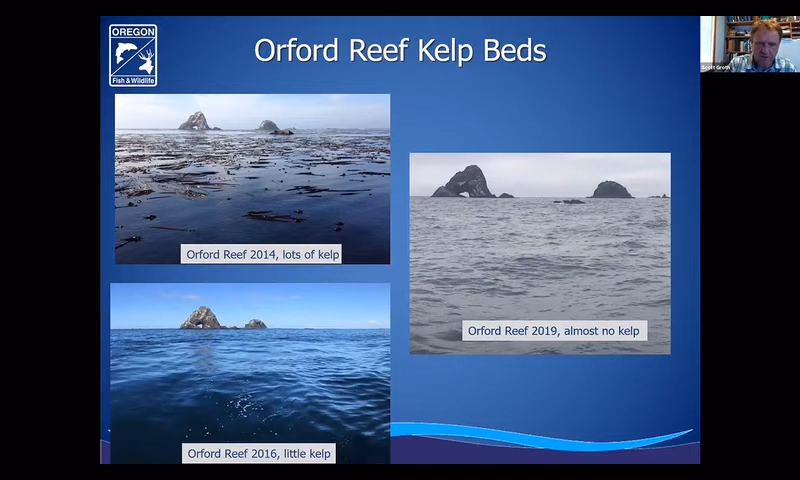 OREGON
Fish & Wildlife
Orford Reef Kelp Beds
Scott Groth
Orford Reef 2014, lots of kelp
Orford Reef 2019, almost no kelp
Orford Reef 2016, little kelp